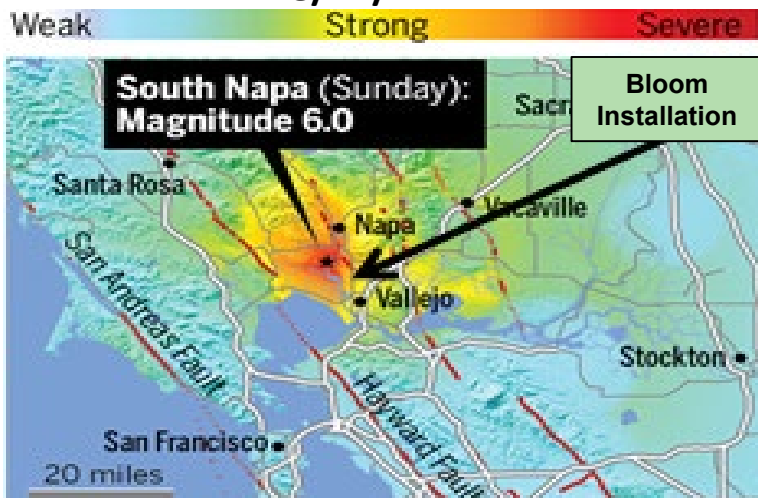 Weak Strong Severe
South Napa (Sunday):
Magnitude 6.0
Bloom
Installation
Santa Rosa
Napa
Vacaville
Vallejo
San Andreas Fault
Stockton
Hayward Fault
San Francisco
20 miles